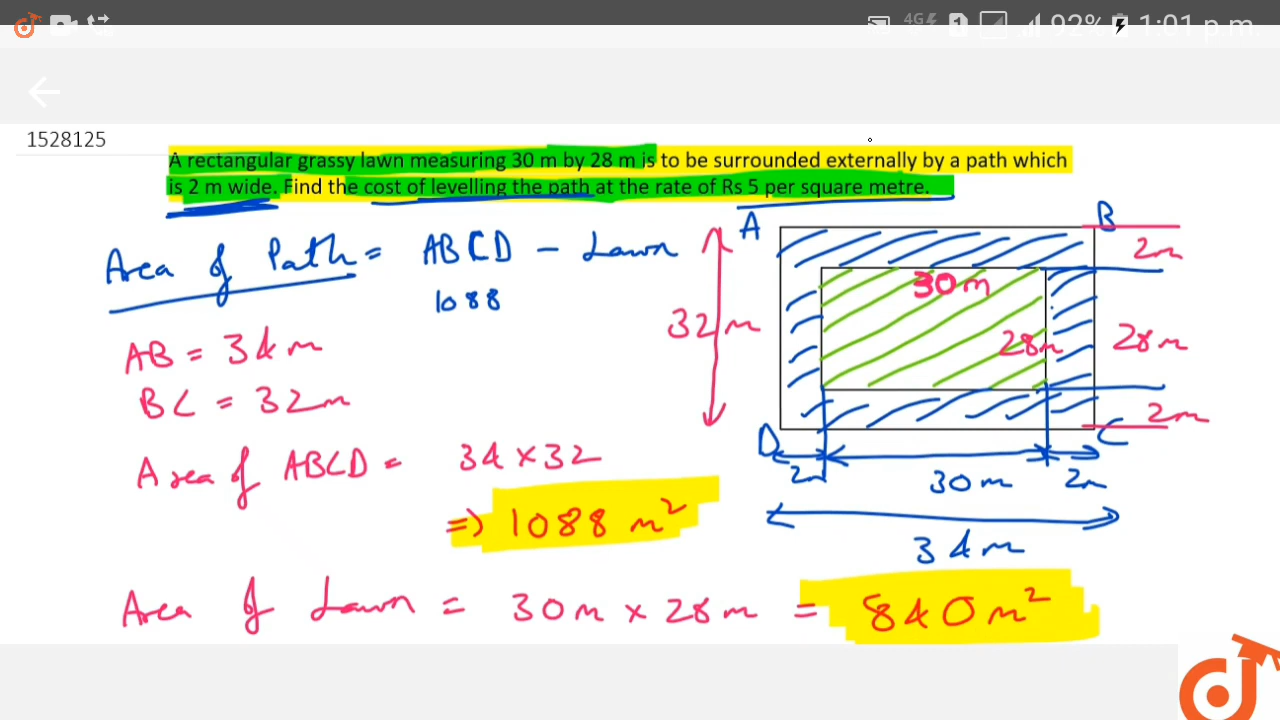 4G 1 92% 1:01 p.m.
1528125
A rectangular grassy lawn measuring 30 m by 28 m is to be surrounded externally by a path which
is 2 m wide. Find the cost of levelling the path at the rate of Rs 5 per square metre.
Area of Path = ABCD - Lawn
1088
AB = 34 m
BC = 32m
Area of ABCD = 34 × 32
=> 1088 m²
Area of Lawn = 30m × 28m = 840m²
A
B
2m
30m
32m
28m
28m
2m
D
C
2m
30m
2m
34m